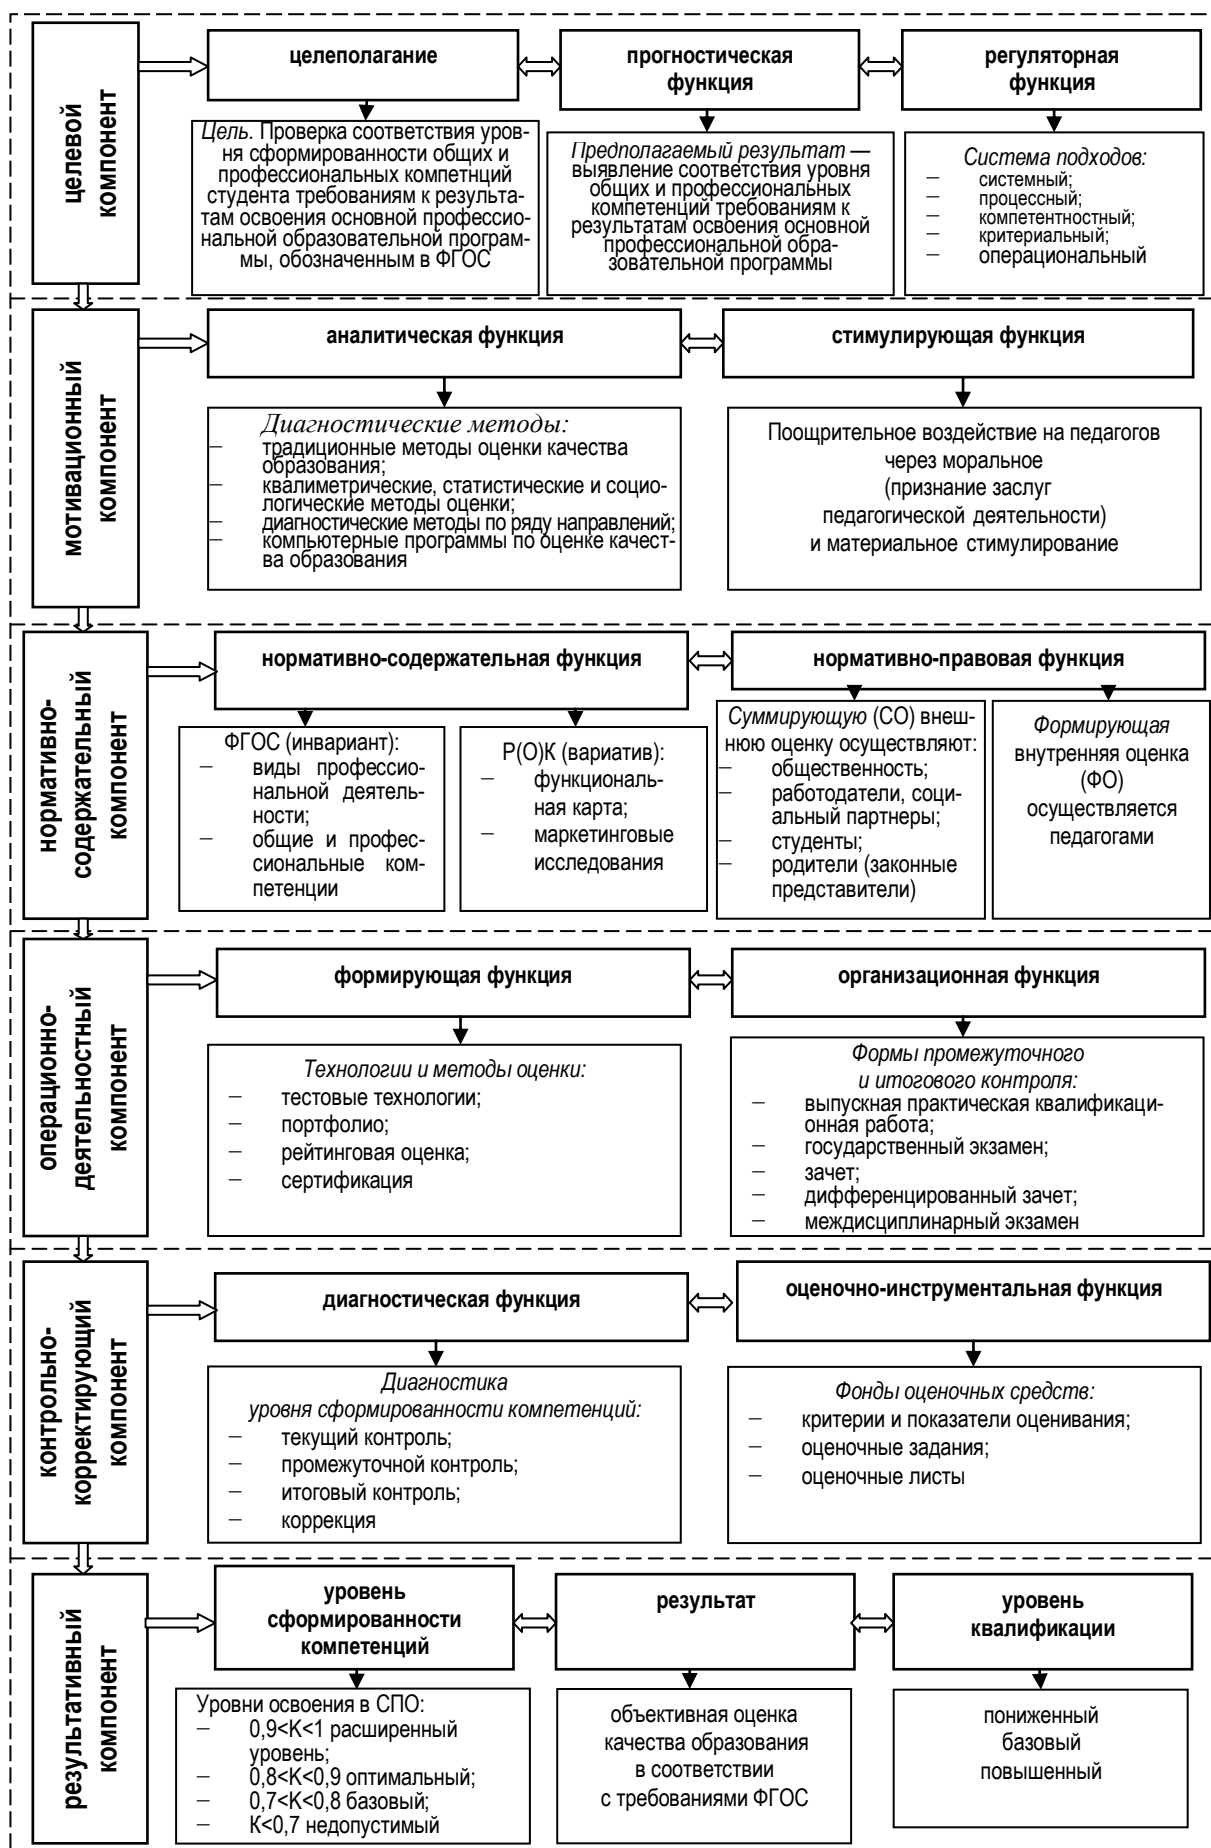 целевой
компонент
целеполагание
прогностическая
функция
регуляторная
функция
Цель. Проверка соответствия уров-
ня сформированности общих и
профессиональных компетнций
студента требованиям к результа-
там освоения основной профессио-
нальной образовательной програм-
мы, обозначенным в ФГОС
Предполагаемый результат —
выявление соответствия уровня
общих и профессиональных
компетенций требованиям к
результатам освоения основной
профессиональной обра-
зовательной программы
Система подходов:
— системный;
— процессный;
— компетентностный;
— критериальный;
— операциональный
мотивационный
компонент
аналитическая функция
стимулирующая функция
Диагностические методы:
— традиционные методы оценки качества
образования;
— квалиметрические, статистические и социо-
логические методы оценки;
— диагностические методы по ряду направлений;
— компьютерные программы по оценке качест-
ва образования
Поощрительное воздействие на педагогов
через моральное
(признание заслуг
педагогической деятельности)
и материальное стимулирование
нормативно-
содержательный
компонент
нормативно-содержательная функция
нормативно-правовая функция
ФГОС (инвариант):
— виды профессио-
нальной деятель-
ности;
— общие и профес-
сиональные ком-
петенции
Р(О)К (вариатив):
— функциональ-
ная карта;
— маркетинговые
исследования
Суммирующую (СО) внеш-
нюю оценку осуществляют:
— общественность;
— работодатели, соци-
альный партнеры;
— студенты;
— родители (законные
представители)
Формирующая
внутренняя оценка
(ФО)
осуществляется
педагогами
операционно-
деятельностный
компонент
формирующая функция
организационная функция
Технологии и методы оценки:
— тестовые технологии;
— портфолио;
— рейтинговая оценка;
— сертификация
Формы промежуточного
и итогового контроля:
— выпускная практическая квалификаци-
онная работа;
— государственный экзамен;
— зачет;
— дифференцированный зачет;
— междисциплинарный экзамен
контрольно-
корректирующий
компонент
диагностическая функция
оценочно-инструментальная функция
Диагностика
уровня сформированности компетенций:
— текущий контроль;
— промежуточной контроль;
— итоговый контроль;
— коррекция
Фонды оценочных средств:
— критерии и показатели оценивания;
— оценочные задания;
— оценочные листы
результативный
компонент
уровень
сформированности
компетенций
результат
уровень
квалификации
Уровни освоения в СПО:
— 0,9<K<1 расширенный
уровень;
— 0,8<K<0,9 оптимальный;
— 0,7<K<0,8 базовый;
— К<0,7 недопустимый
объективная оценка
качества образования
в соответствии
с требованиями ФГОС
пониженный
базовый
повышенный